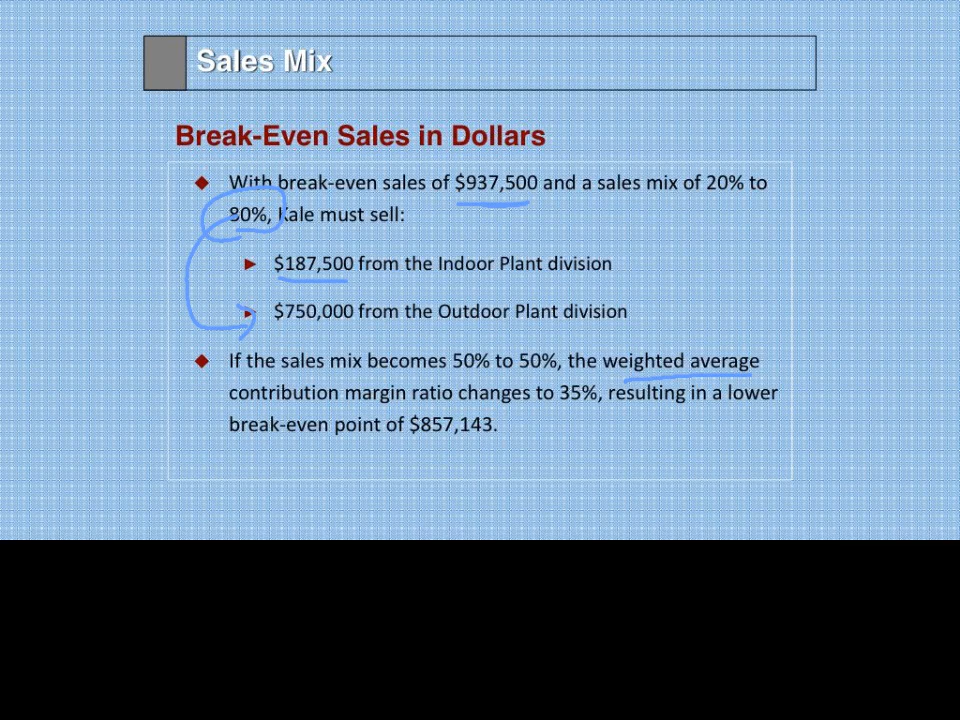 Sales Mix
Break-Even Sales in Dollars
With break-even sales of $937,500 and a sales mix of 20% to
80%, Kale must sell:
$187,500 from the Indoor Plant division
$750,000 from the Outdoor Plant division
If the sales mix becomes 50% to 50%, the weighted average
contribution margin ratio changes to 35%, resulting in a lower
break-even point of $857,143.